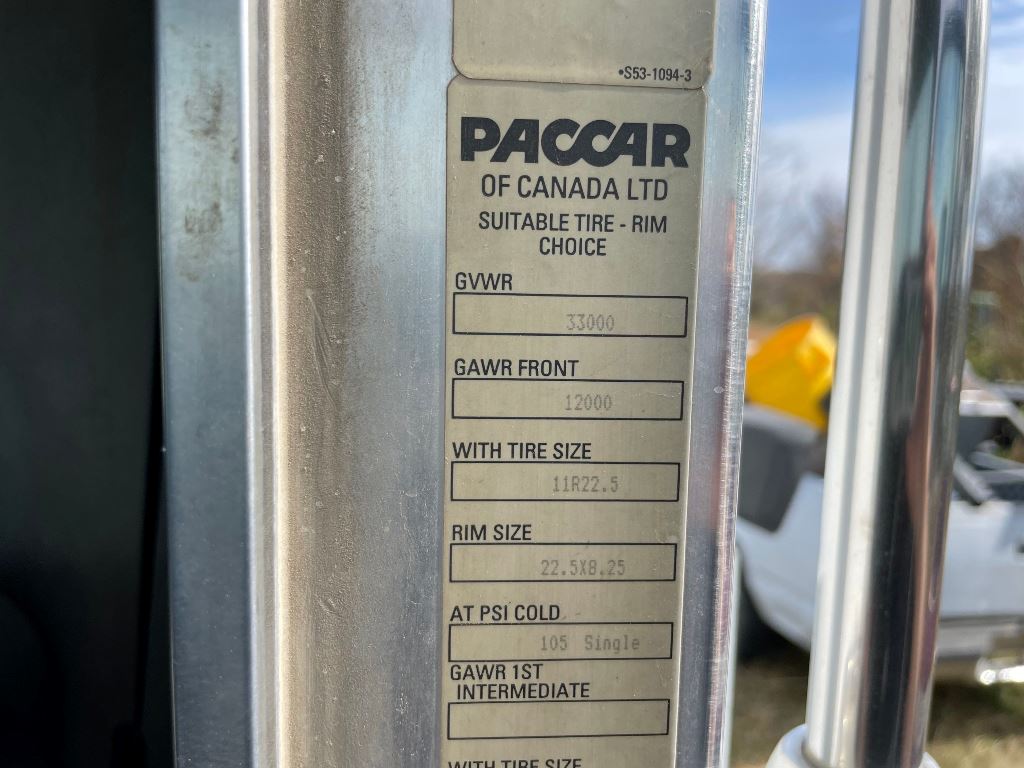 •S53-1094-3
PACCAR
OF CANADA LTD
SUITABLE TIRE - RIM
CHOICE
GVWR
33000
GAWR FRONT
12000
WITH TIRE SIZE
11R22.5
RIM SIZE
22.5X8.25
AT PSI COLD
105 Single
GAWR 1ST
INTERMEDIATE
WITH TIRE SIZE